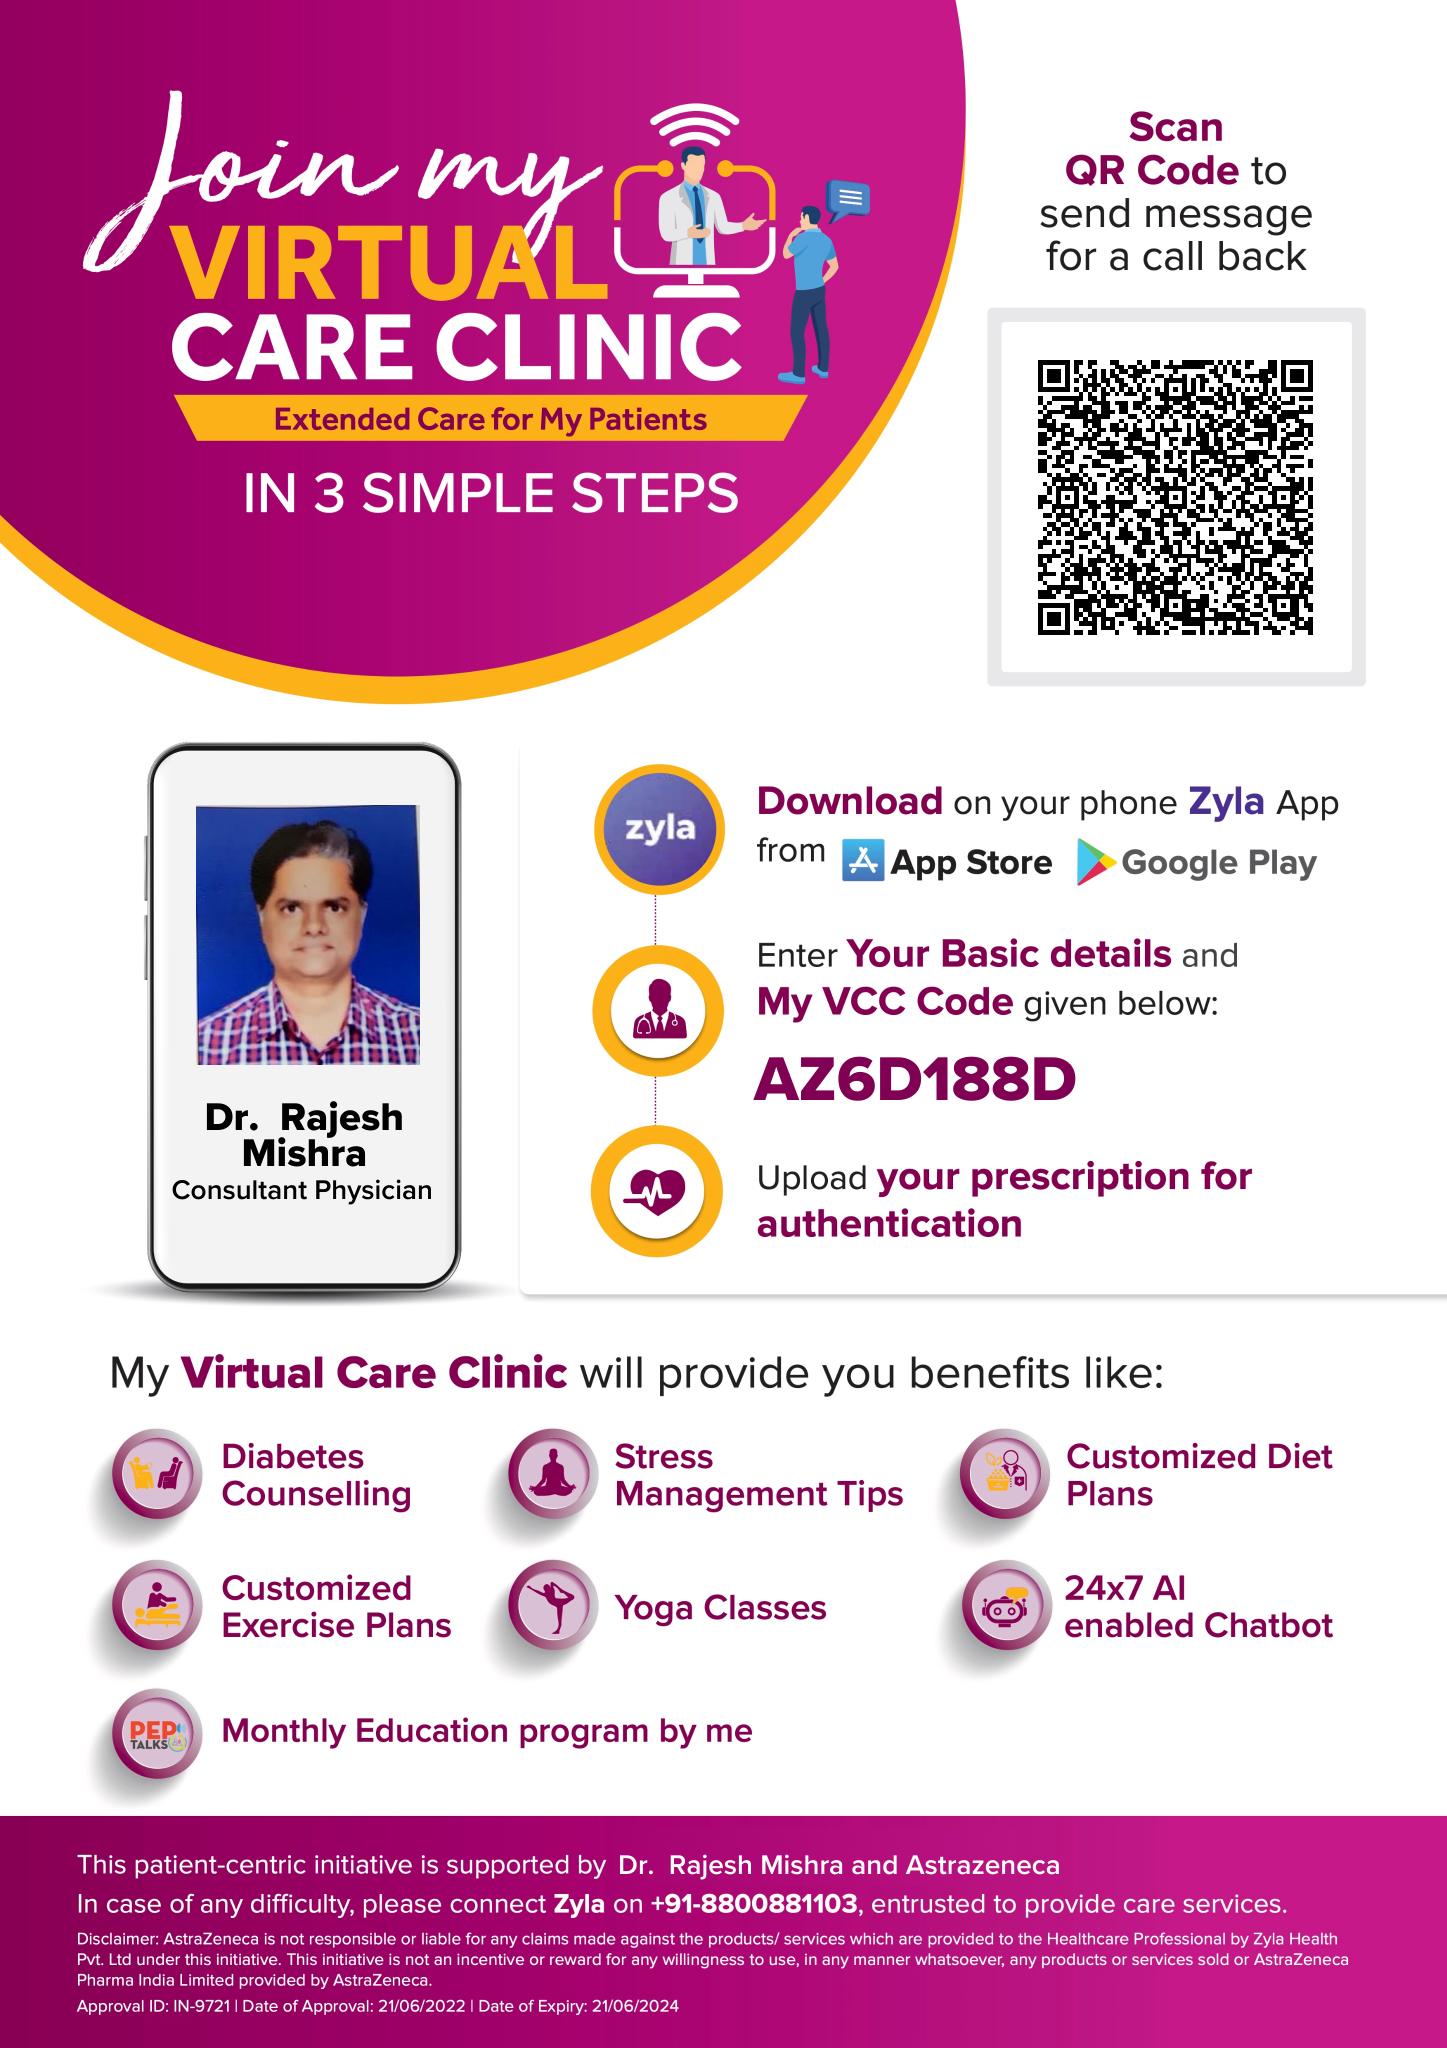 Join my
VIRTUAL
CARE CLINIC
Extended Care for My Patients
IN 3 SIMPLE STEPS
Scan
QR Code to
send message
for a call back
zyla
Download on your phone Zyla App
from App Store Google Play
Enter Your Basic details and
My VCC Code given below:
AZ6D188D
Upload your prescription for
authentication
Dr. Rajesh
Mishra
Consultant Physician
My Virtual Care Clinic will provide you benefits like:
Diabetes
Counselling
Stress
Management Tips
Customized Diet
Plans
Customized
Exercise Plans
Yoga Classes
24x7 AI
enabled Chatbot
PEP
TALKS
Monthly Education program by me
This patient-centric initiative is supported by Dr. Rajesh Mishra and Astrazeneca
In case of any difficulty, please connect Zyla on +91-8800881103, entrusted to provide care services.
Disclaimer: AstraZeneca is not responsible or liable for any claims made against the products/ services which are provided to the Healthcare Professional by Zyla Health
Pvt. Ltd under this initiative. This initiative is not an incentive or reward for any willingness to use, in any manner whatsoever, any products or services sold or AstraZeneca
Pharma India Limited provided by AstraZeneca.
Approval ID: IN-9721 | Date of Approval: 21/06/2022 | Date of Expiry: 21/06/2024